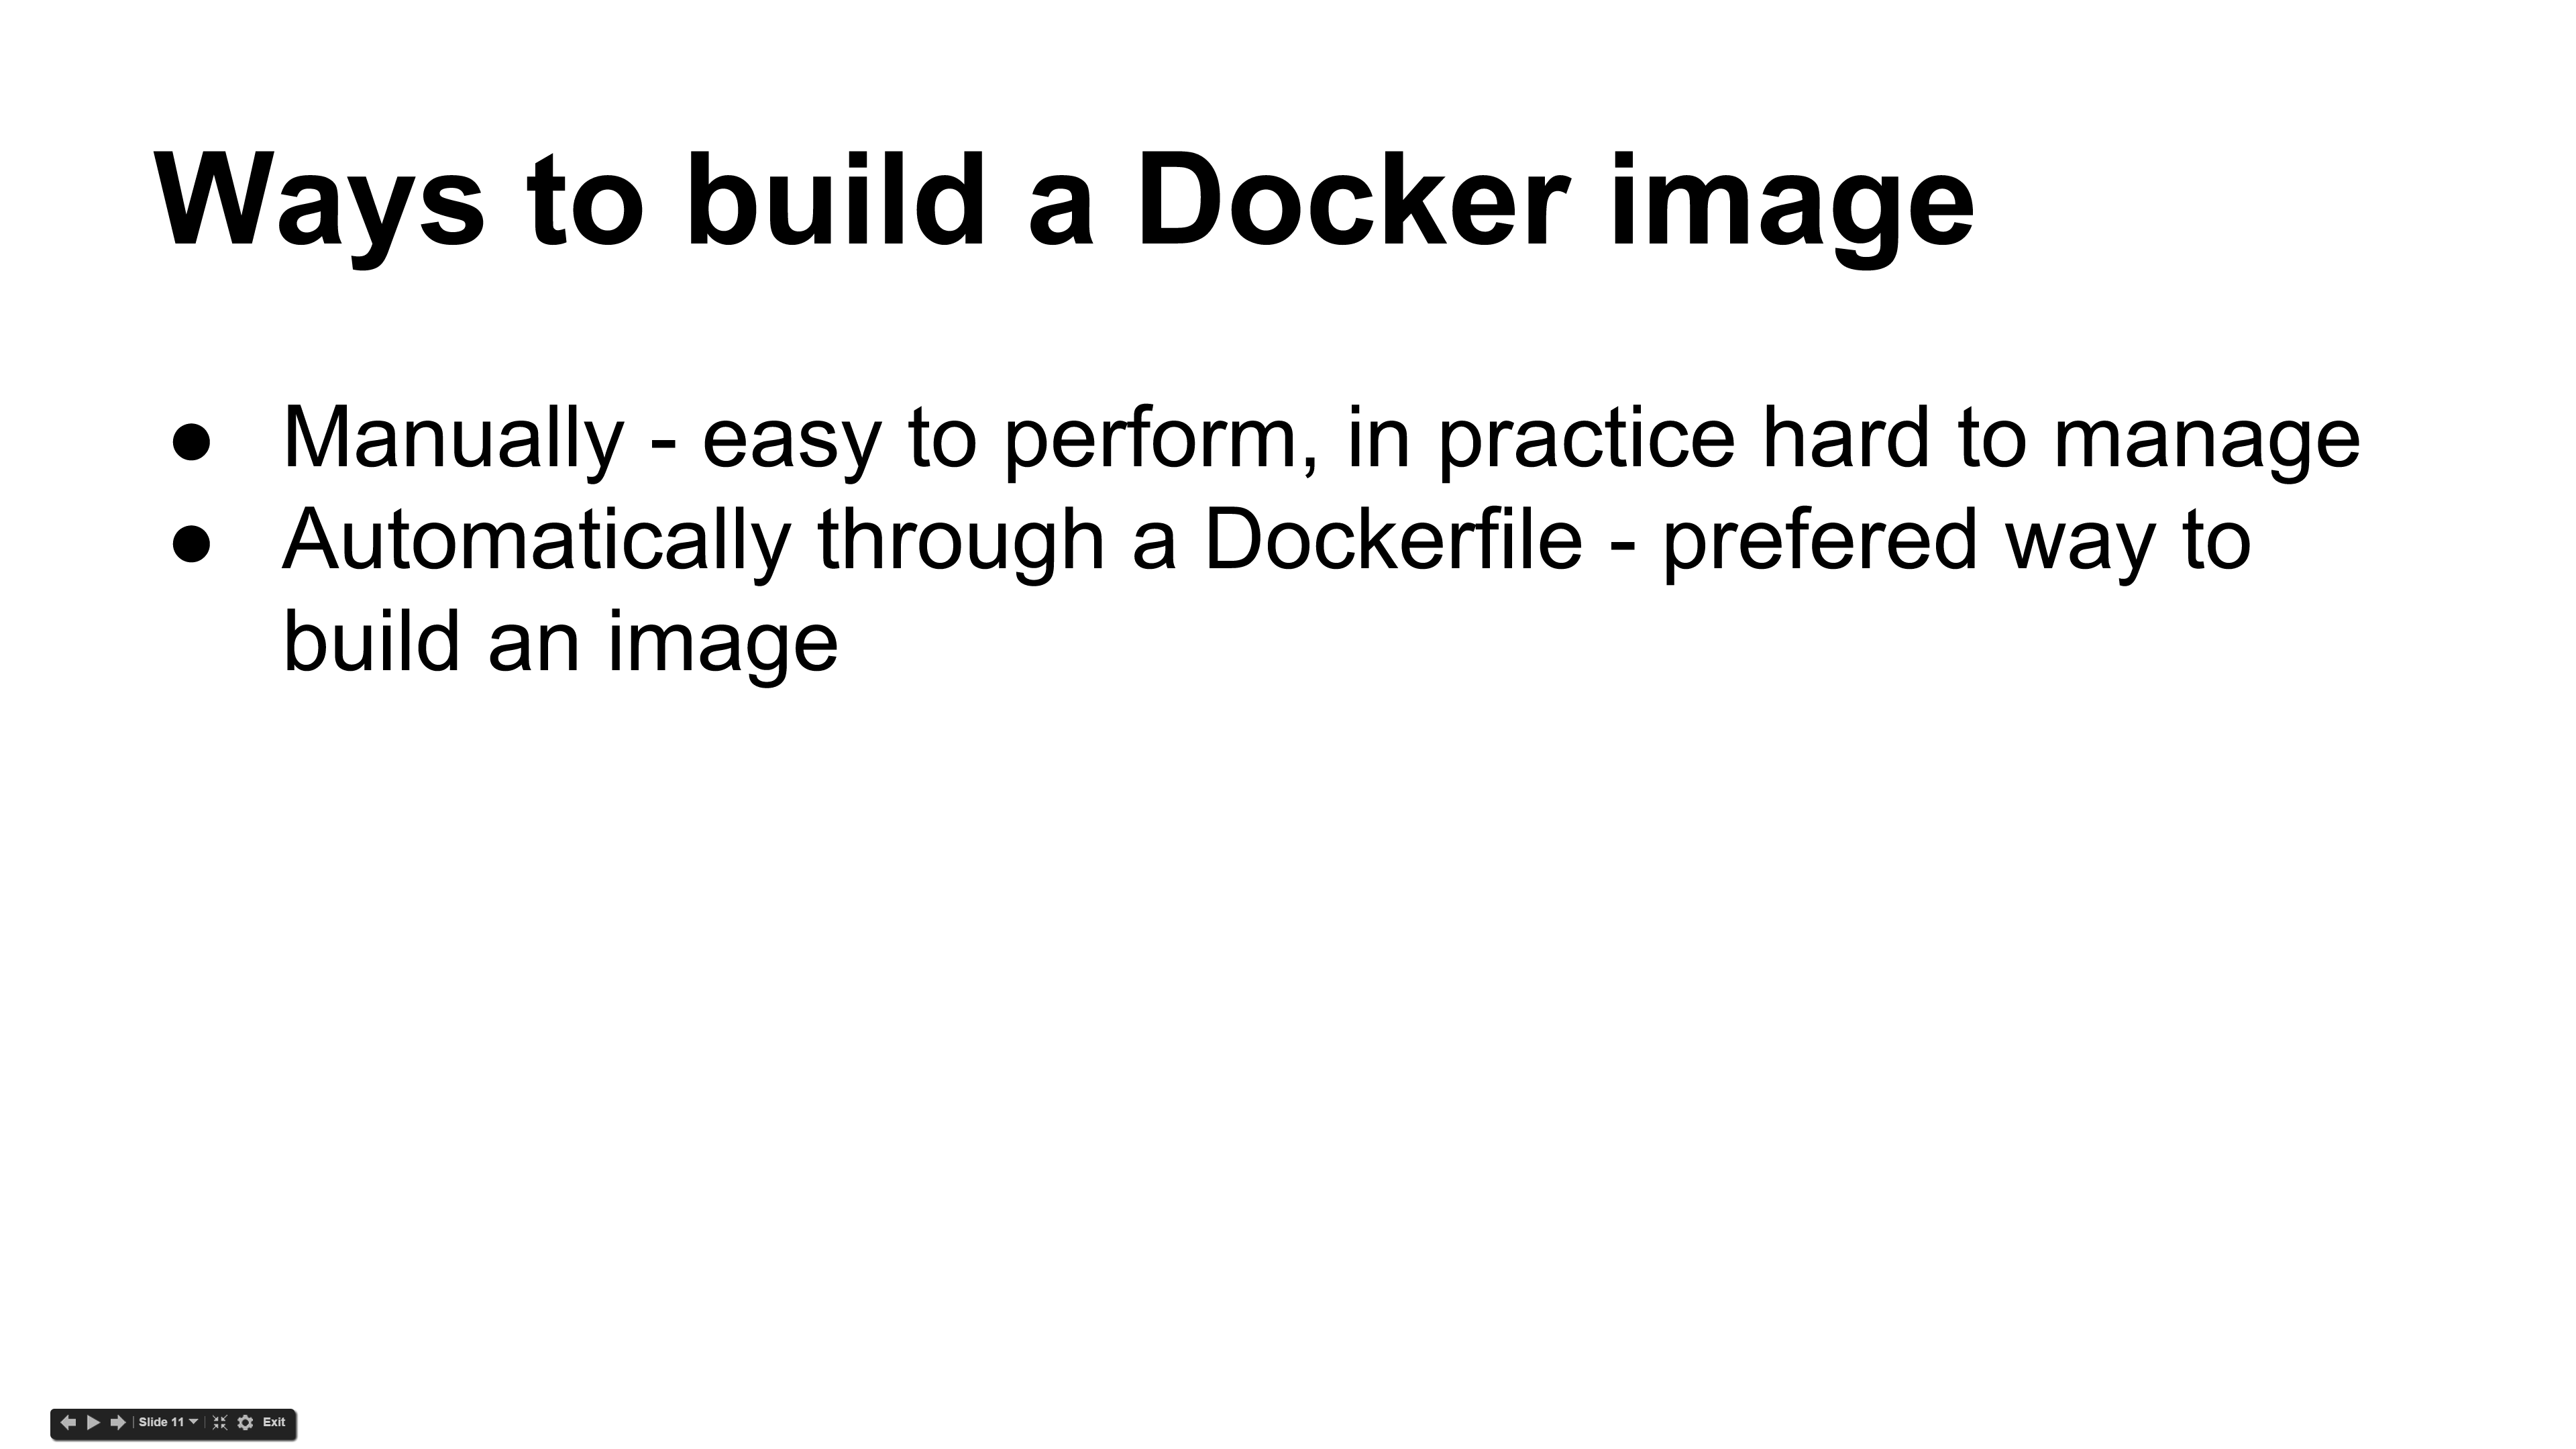 Ways to build a Docker image
● Manually - easy to perform, in practice hard to manage
● Automatically through a Dockerfile - prefered way to
build an image
Slide 11 Exit